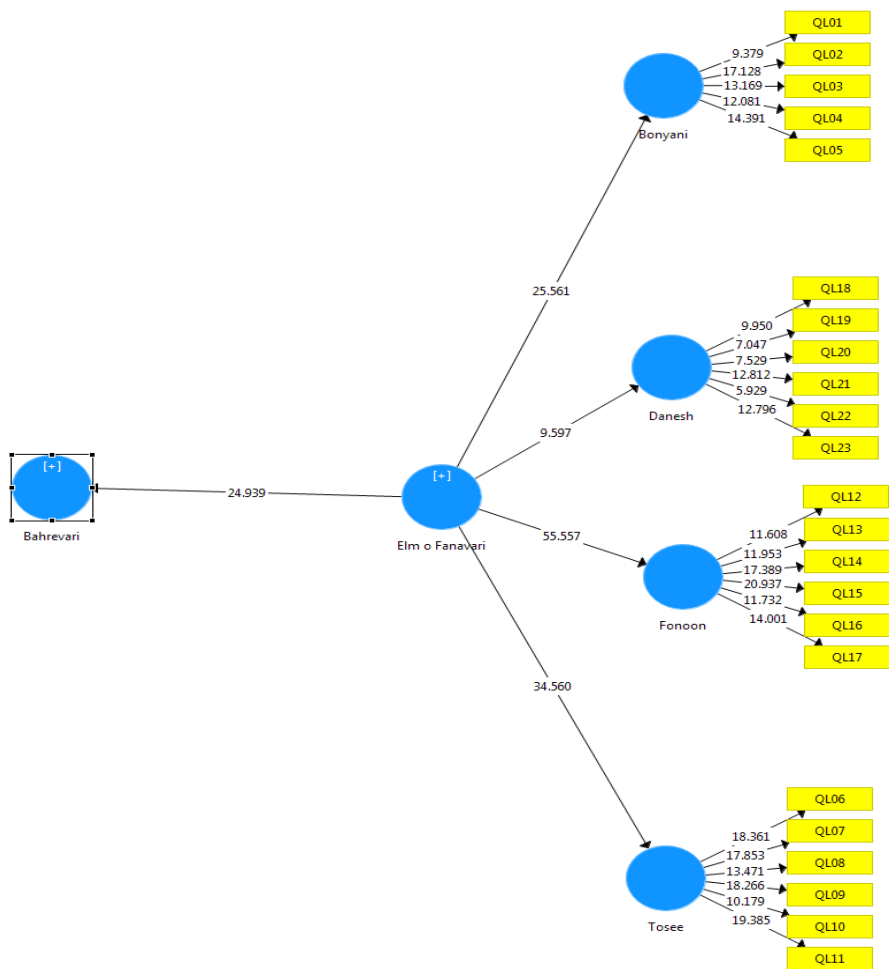 QL01
9.379
QL02
17.128
QL03
13.169
QL04
12.081
QL05
14.391
Bonyani
25.561
QL18
9.950
QL19
7.047
QL20
7.529
QL21
12.812
QL22
5.929
QL23
12.796
Danesh
9.597
[+]
Bahrevari
24.939
[+]
Elm o Fanavari
55.557
QL12
11.608
QL13
11.953
QL14
17.389
QL15
20.937
QL16
11.732
QL17
14.001
Fonoon
34.560
QL06
18.361
QL07
17.853
QL08
13.471
QL09
18.266
QL10
10.179
QL11
19.385
Tosee